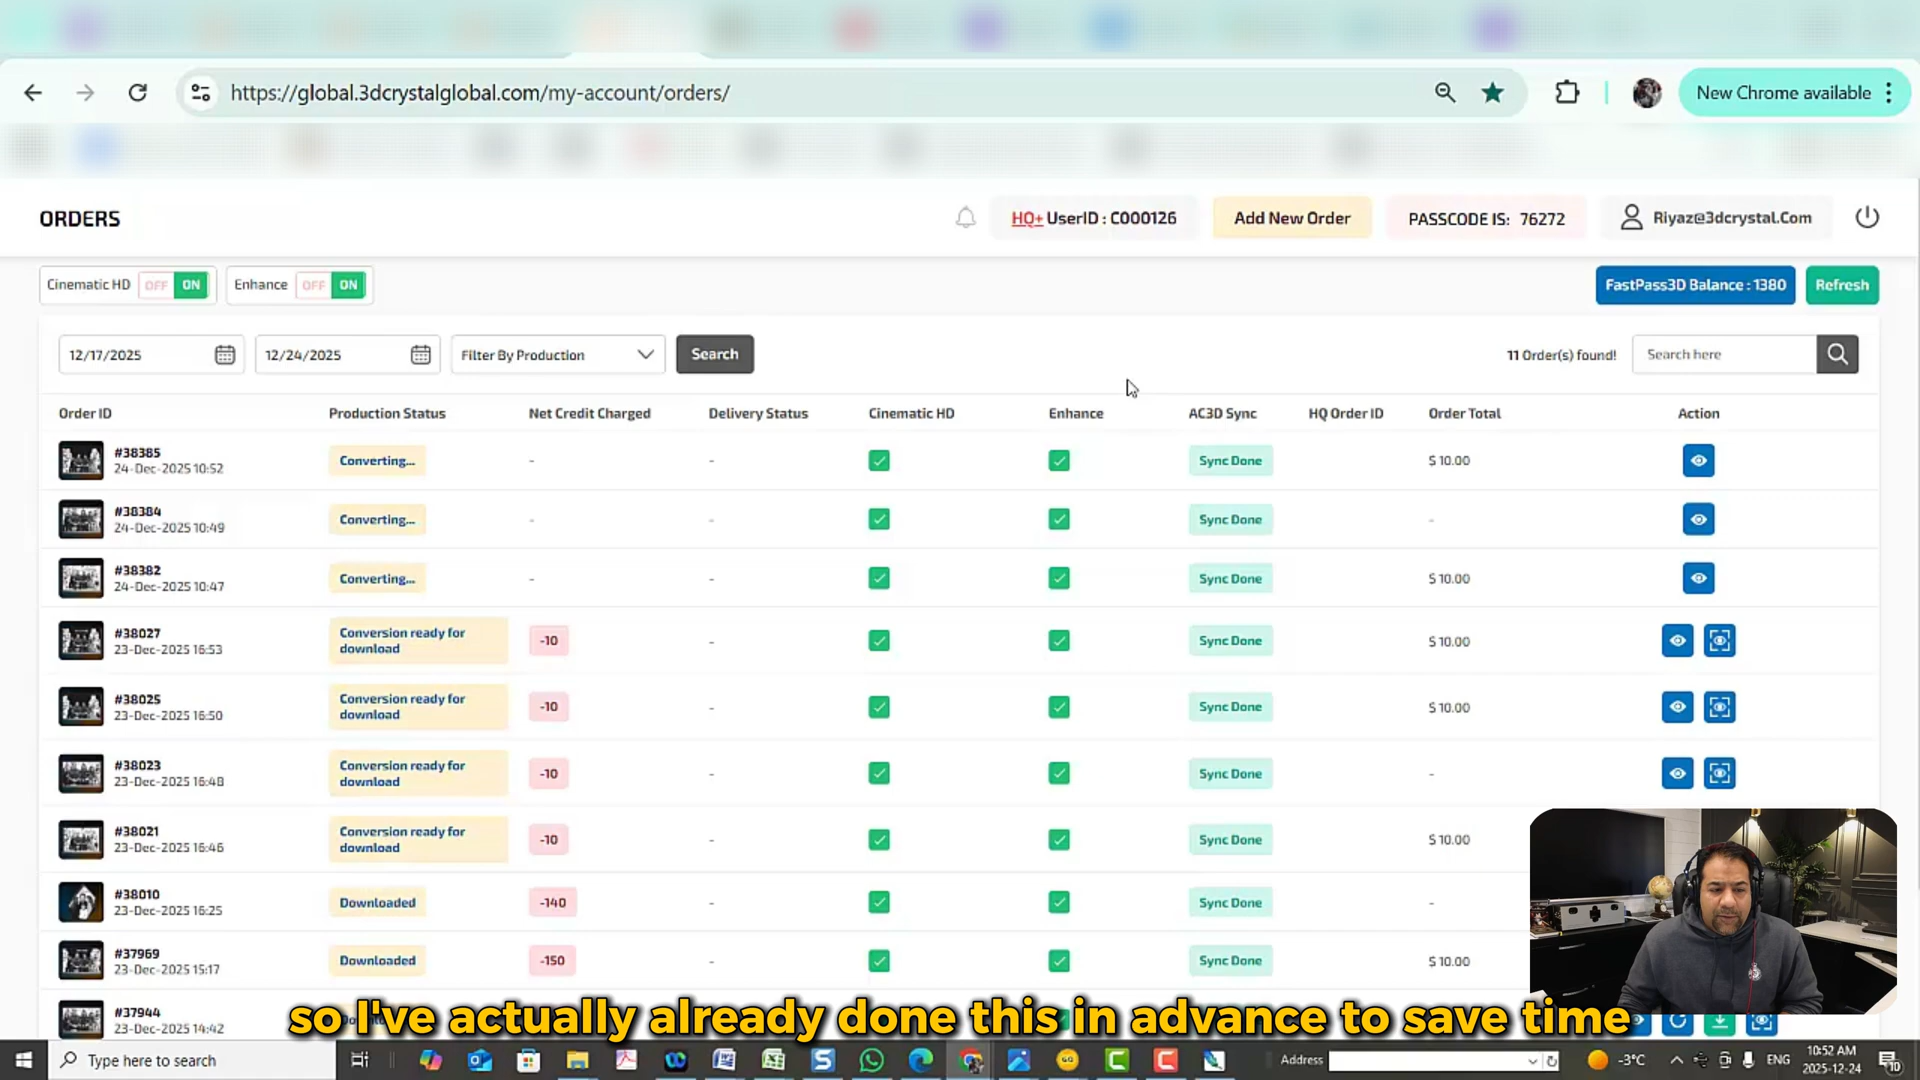 https://global.3dcrystalglobal.com/my-account/orders/
New Chrome available
ORDERS
HQ+ UserID : C000126
Add New Order
PASSCODE IS: 76272
Riyaz@3dcrystal.Com
Cinematic HD OFF ON
Enhance OFF ON
FastPass3D Balance : 1380
Refresh
12/17/2025
12/24/2025
Filter By Production
Search
11 Order(s) found!
Search here
Order ID Production Status Net Credit Charged Delivery Status Cinematic HD Enhance AC3D Sync HQ Order ID Order Total Action
#38385
24-Dec-2025 10:52
Converting... - - Sync Done $ 10.00
#38384
24-Dec-2025 10:49
Converting... - - Sync Done -
#38382
24-Dec-2025 10:47
Converting... - - Sync Done $ 10.00
#38027
23-Dec-2025 16:53
Conversion ready for
download
-10 - Sync Done $ 10.00
#38025
23-Dec-2025 16:50
Conversion ready for
download
-10 - Sync Done $ 10.00
#38023
23-Dec-2025 16:48
Conversion ready for
download
-10 - Sync Done -
#38021
23-Dec-2025 16:46
Conversion ready for
download
-10 - Sync Done $ 10.00
#38010
23-Dec-2025 16:25
Downloaded -140 - Sync Done -
#37969
23-Dec-2025 15:17
Downloaded -150 - Sync Done $ 10.00
#37944
23-Dec-2025 14:42
so I've actually already done this in advance to save time
Type here to search
Address
-3°C
ENG
10:52 AM
2025-12-24
10